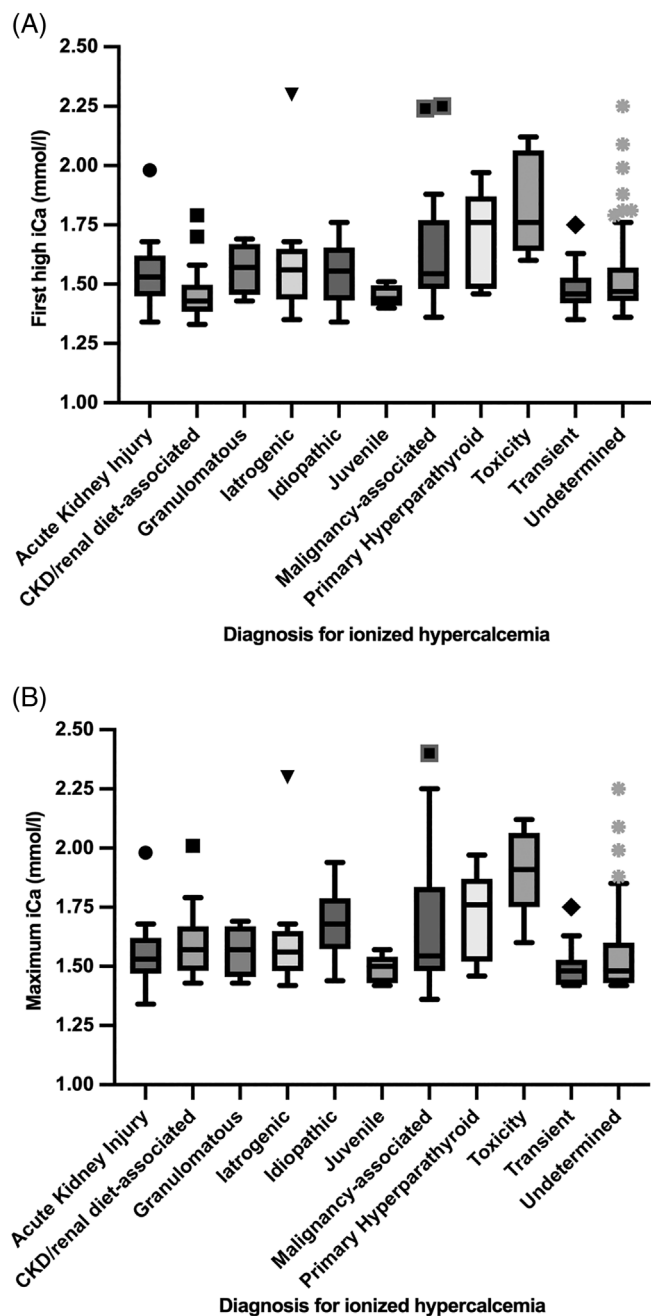 (A)
2.50
2.25
2.00
1.75
1.50
1.25
1.00
First high iCa (mmol/l)
Acute Kidney Injury
CKD/renal diet-associated
Granulomatous
Iatrogenic
Idiopathic
Juvenile
Malignancy-associated
Primary Hyperparathyroid
Toxicity
Transient
Undetermined
Diagnosis for ionized hypercalcemia
(B)
2.50
2.25
2.00
1.75
1.50
1.25
1.00
Maximum iCa (mmol/l)
Acute Kidney Injury
CKD/renal diet-associated
Granulomatous
Iatrogenic
Idiopathic
Juvenile
Malignancy-associated
Primary Hyperparathyroid
Toxicity
Transient
Undetermined
Diagnosis for ionized hypercalcemia